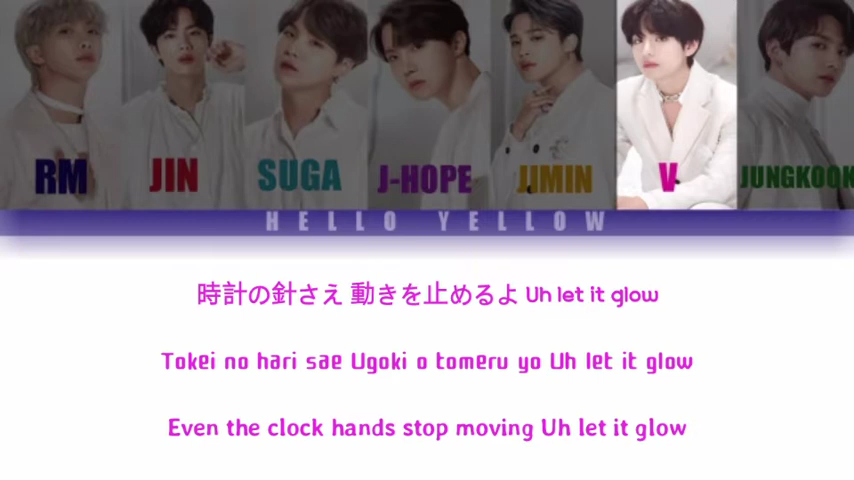 RM JIN SUGA J-HOPE JIMIN V JUNGKOOK
HELLO YELLOW
時計の針さえ 動きを止めるよ Uh let it glow
Tokei no hari sae Ugoki o tomeru yo Uh let it glow
Even the clock hands stop moving Uh let it glow